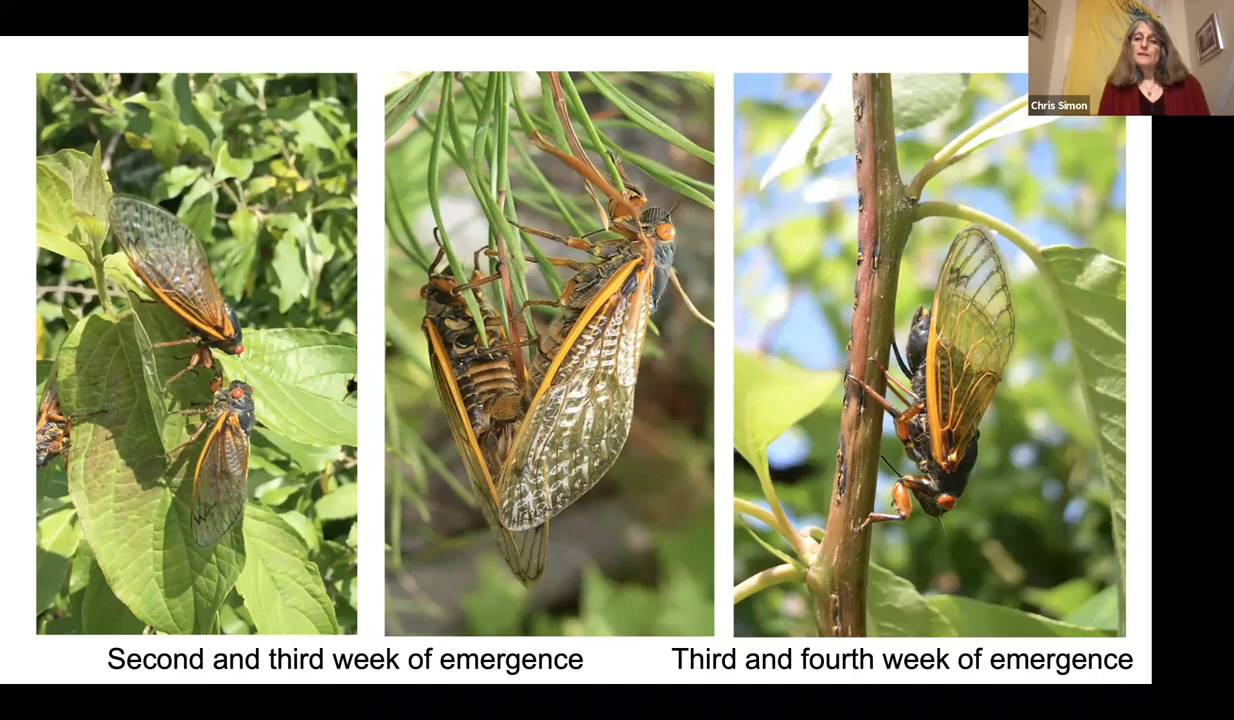 Chris Simon
Second and third week of emergence
Third and fourth week of emergence